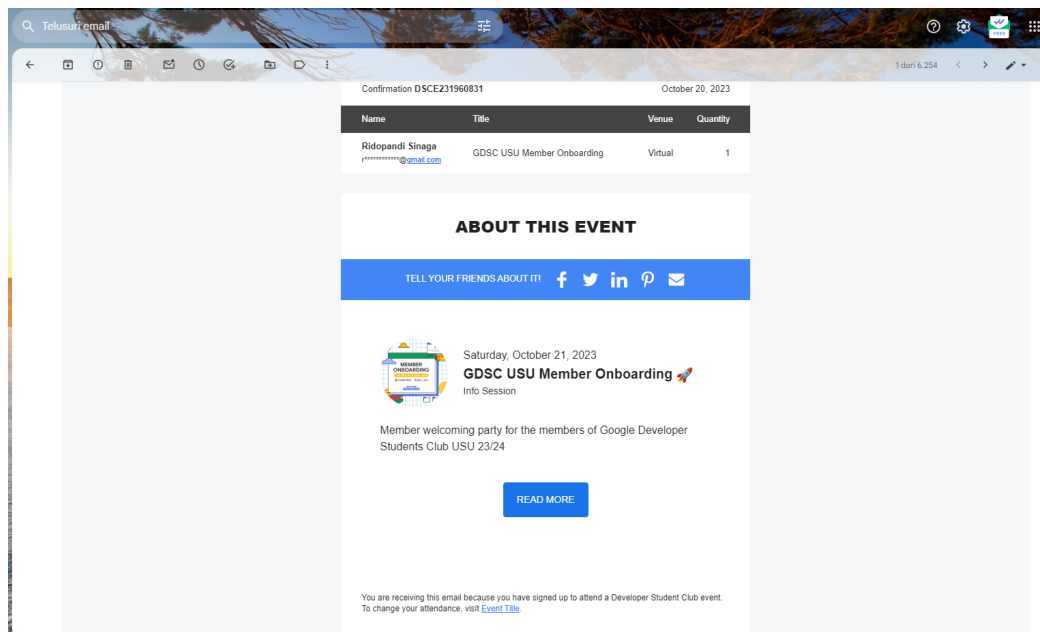 Telusuri email
FREE
1 dari 6.254
Confirmation DSCE231960831
October 20, 2023
Name Title Venue Quantity
Ridopandi Sinaga
r************@gmail.com
GDSC USU Member Onboarding Virtual 1
ABOUT THIS EVENT
TELL YOUR FRIENDS ABOUT IT!
MEMBER
ONBOARDING
Saturday, October 21, 2023
GDSC USU Member Onboarding 🚀
Info Session
Member welcoming party for the members of Google Developer
Students Club USU 23/24
READ MORE
You are receiving this email because you have signed up to attend a Developer Student Club event.
To change your attendance, visit Event Title.